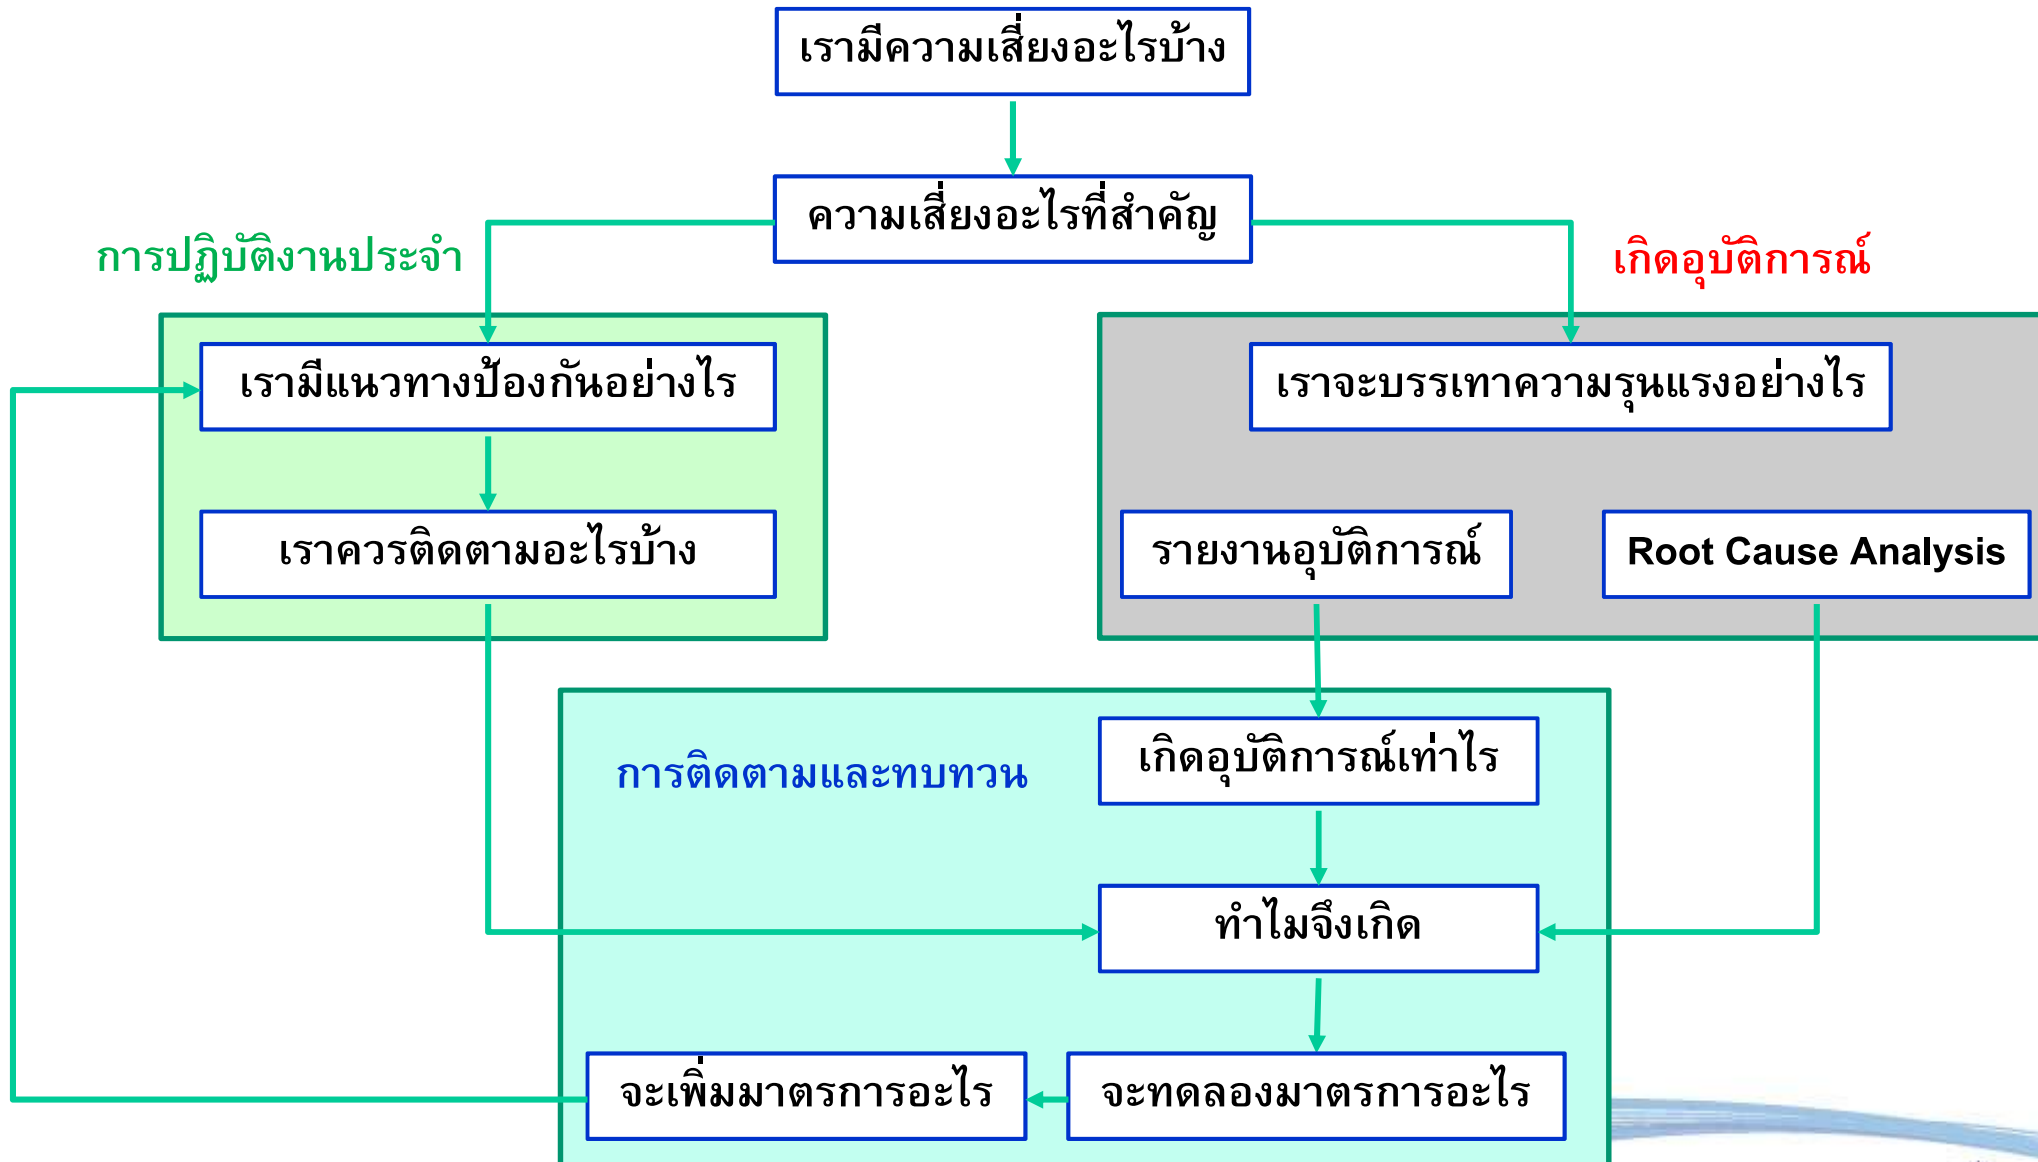 เรามีความเสี่ยงอะไรบ้าง
ความเสี่ยงอะไรที่สำคัญ
การปฏิบัติงานประจำ
เกิดอุบัติการณ์
เรามีแนวทางป้องกันอย่างไร
เราจะบรรเทาความรุนแรงอย่างไร
เราควรติดตามอะไรบ้าง
รายงานอุบัติการณ์
Root Cause Analysis
การติดตามและทบทวน
เกิดอุบัติการณ์เท่าไร
ทำไมจึงเกิด
จะเพิ่มมาตรการอะไร
จะทดลองมาตรการอะไร